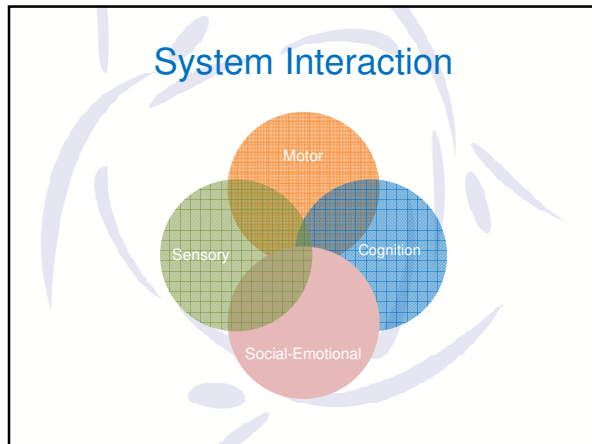 System Interaction
Motor
Sensory
Cognition
Social-Emotional